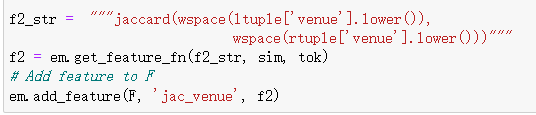 f2_str =  """jaccard(wspace(ltuple['venue'].lower()),
wspace(rtuple['venue'].lower()))"""
f2 = em.get_feature_fn(f2_str, sim, tok)
# Add feature to F
em.add_feature(F, 'jac_venue', f2)